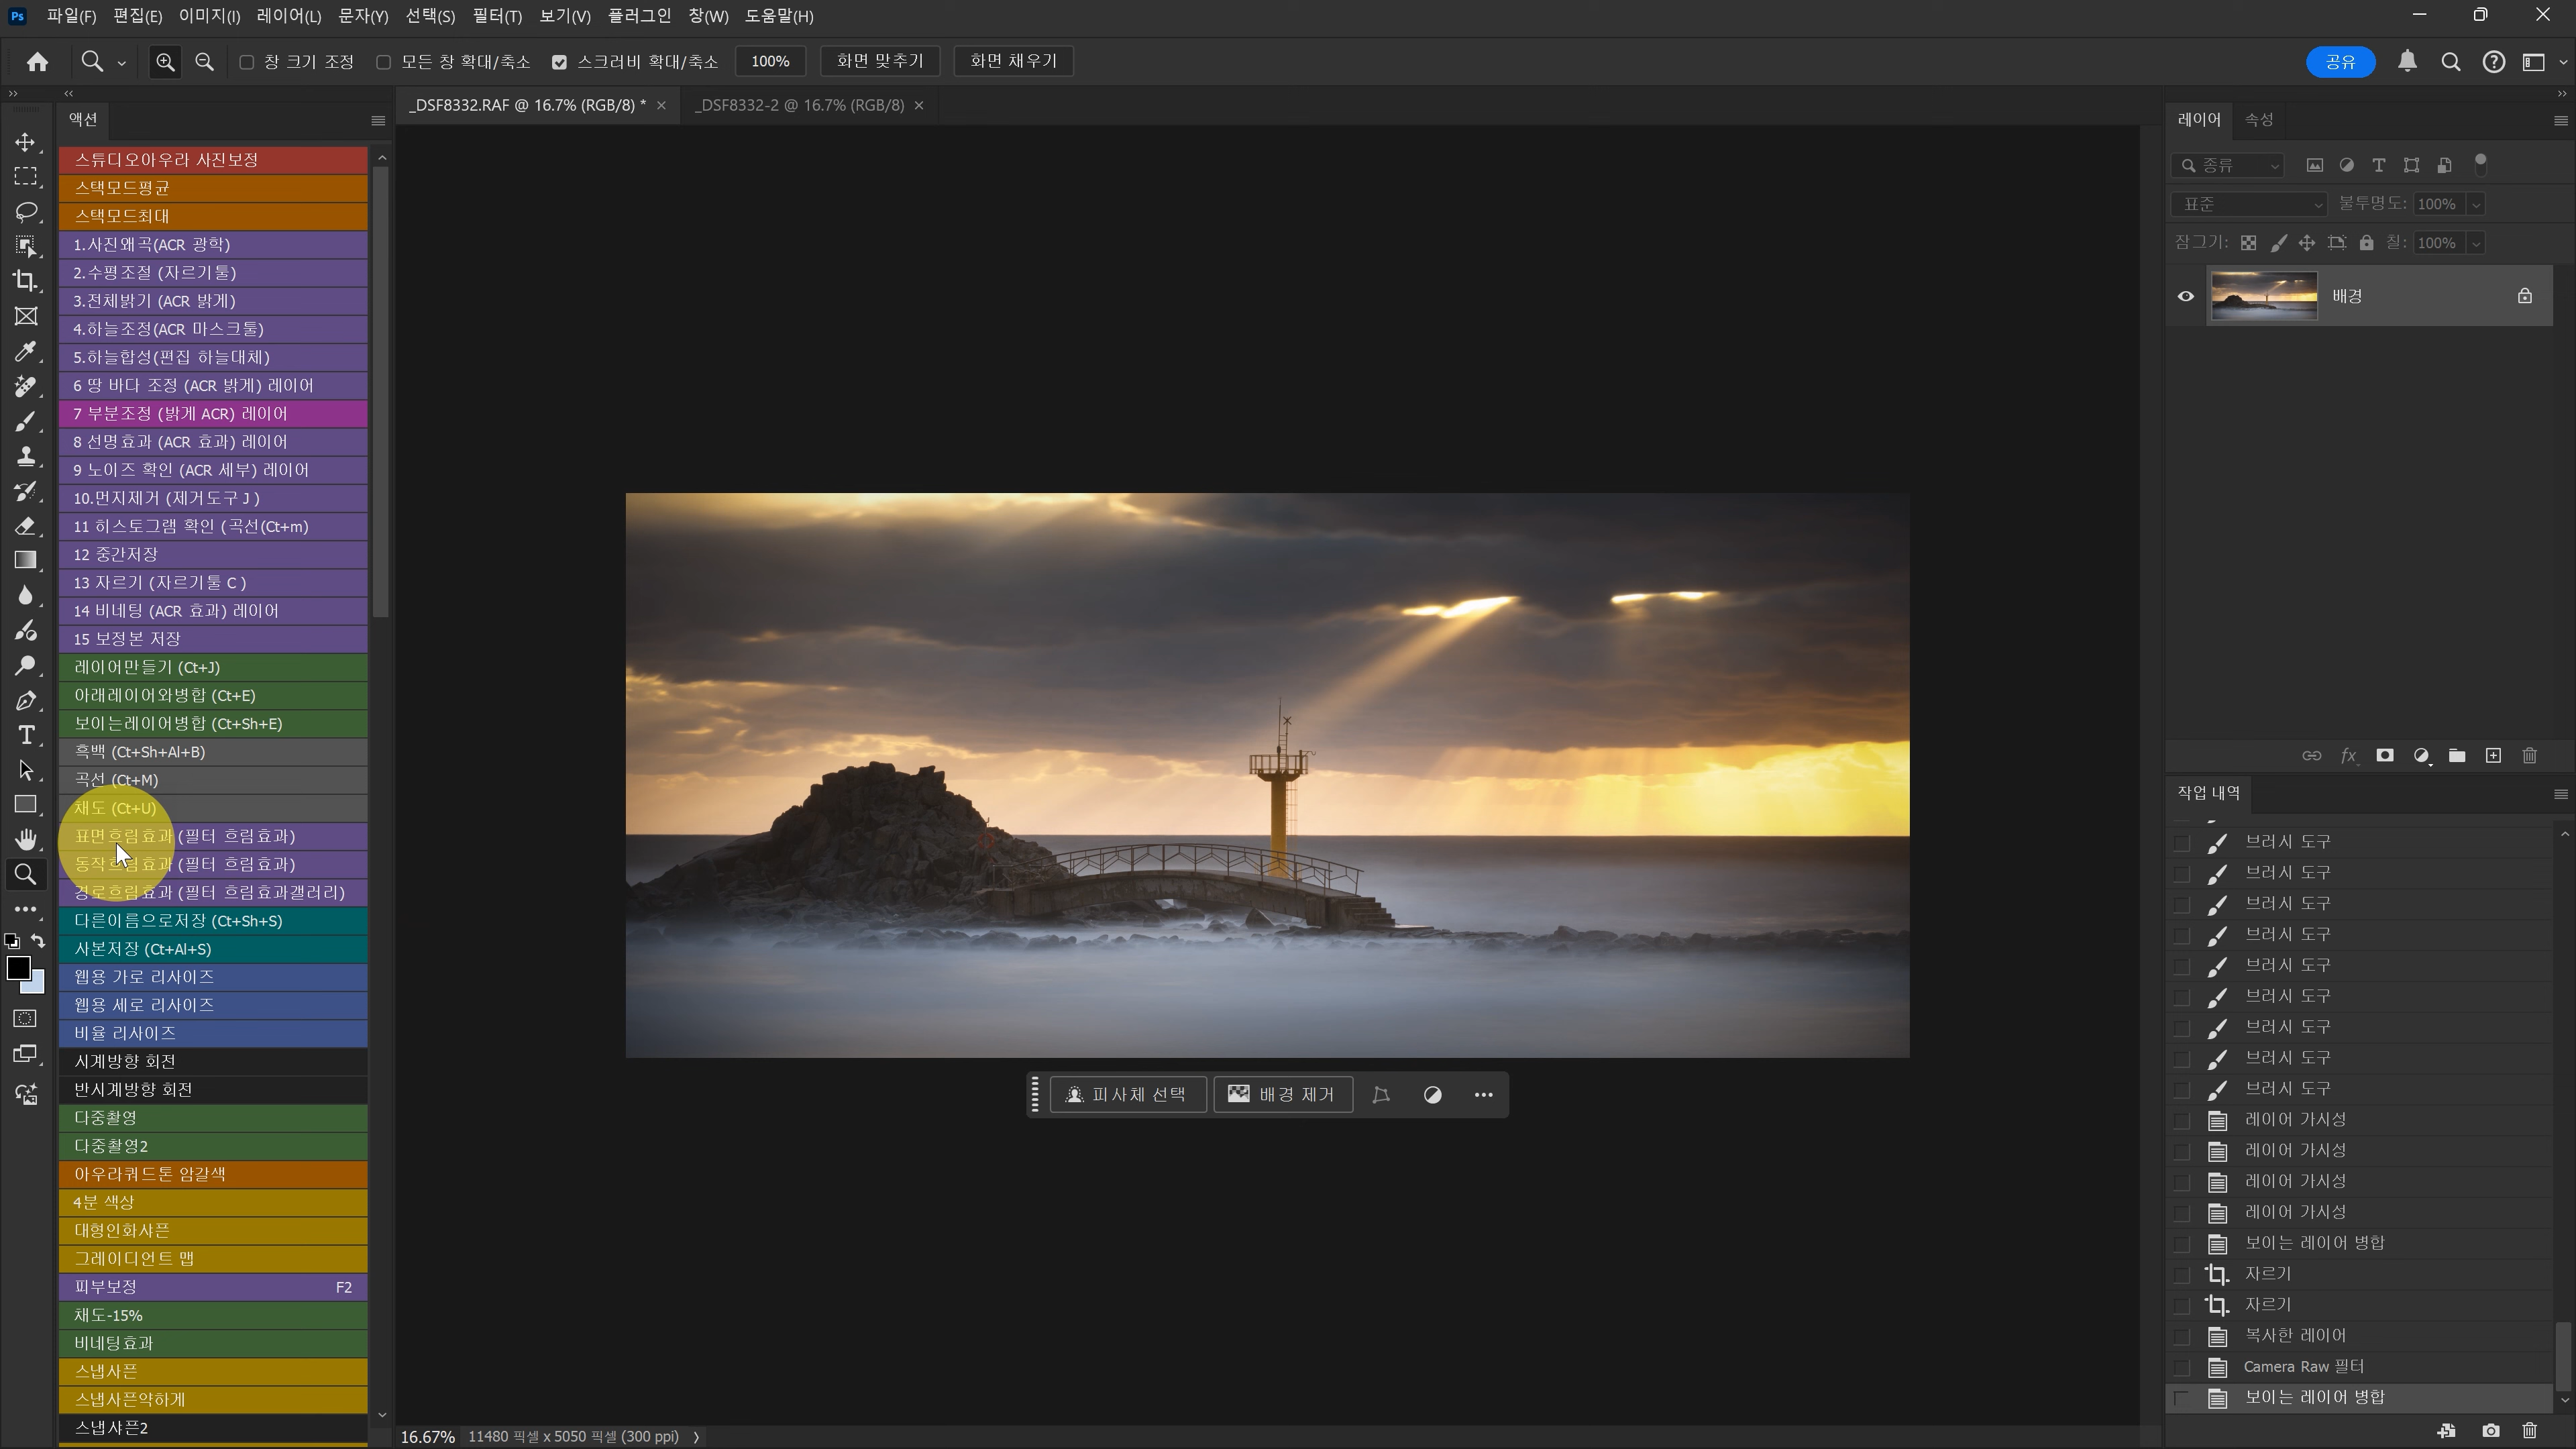 Ps 파일(F) 편집(E) 이미지(I) 레이어(L) 문자(Y) 선택(S) 필터(T) 보기(V) 플러그인 창(W) 도움말(H)
창 크기 조정 모든 창 확대/축소 스크러비 확대/축소 100% 화면 맞추기 화면 채우기 공유
액션
_DSF8332.RAF @ 16.7% (RGB/8) * _DSF8332-2 @ 16.7% (RGB/8)
스튜디오아우라 사진보정
스택모드평균
스택모드최대
1.사진왜곡(ACR 광학)
2.수평조절 (자르기툴)
3.전체밝기 (ACR 밝게)
4.하늘조정(ACR 마스크툴)
5.하늘합성(편집 하늘대체)
6 땅 바다 조정 (ACR 밝게) 레이어
7 부분조정 (밝게 ACR) 레이어
8 선명효과 (ACR 효과) 레이어
9 노이즈 확인 (ACR 세부) 레이어
10.먼지제거 (제거도구 J )
11 히스토그램 확인 (곡선(Ct+m)
12 중간저장
13 자르기 (자르기툴 C )
14 비네팅 (ACR 효과) 레이어
15 보정본 저장
레이어만들기 (Ct+J)
아래레이어와병합 (Ct+E)
보이는레이어병합 (Ct+Sh+E)
흑백 (Ct+Sh+Al+B)
곡선 (Ct+M)
채도 (Ct+U)
표면흐림효과 (필터 흐림효과)
동작흐림효과 (필터 흐림효과)
경로흐림효과 (필터 흐림효과갤러리)
다른이름으로저장 (Ct+Sh+S)
사본저장 (Ct+Al+S)
웹용 가로 리사이즈
웹용 세로 리사이즈
비율 리사이즈
시계방향 회전
반시계방향 회전
다중촬영
다중촬영2
아우라쿼드톤 암갈색
4분 색상
대형인화샤픈
그레이디언트 맵
피부보정 F2
채도-15%
비네팅효과
스냅샤픈
스냅샤픈약하게
스냅샤픈2
피사체 선택 배경 제거
16.67% 11480 픽셀 x 5050 픽셀 (300 ppi)
레이어 속성
종류
표준 불투명도: 100%
잠그기: 칠: 100%
배경
fx
작업 내역
브러시 도구
브러시 도구
브러시 도구
브러시 도구
브러시 도구
브러시 도구
브러시 도구
브러시 도구
브러시 도구
레이어 가시성
레이어 가시성
레이어 가시성
레이어 가시성
보이는 레이어 병합
자르기
자르기
복사한 레이어
Camera Raw 필터
보이는 레이어 병합